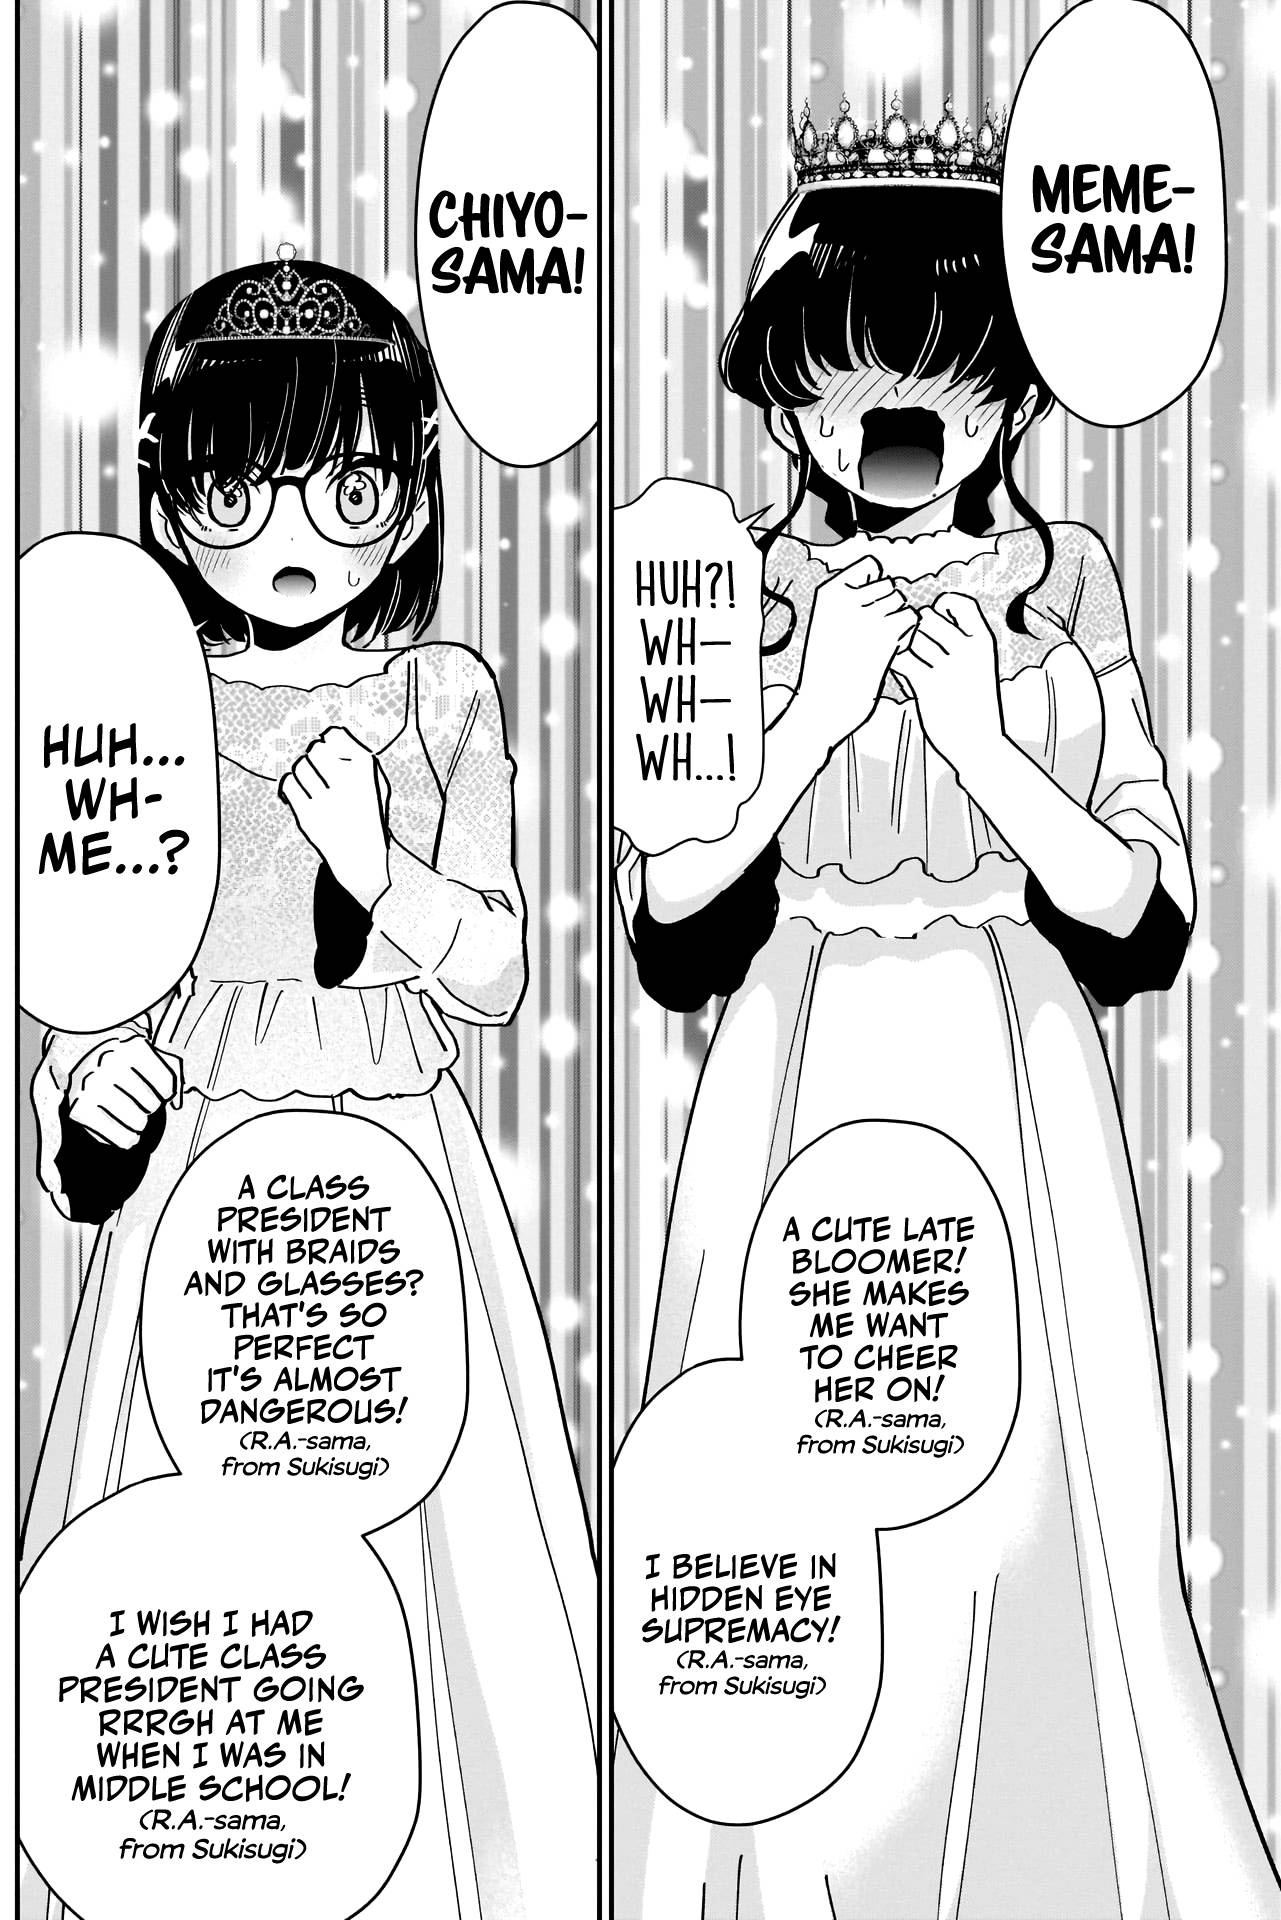 MEME-
SAMA!
HUH?!
WH—
WH—
WH...!
A CUTE LATE
BLOOMER!
SHE MAKES
ME WANT
TO CHEER
HER ON!
(R.A.-sama,
from Sukisugi)
I BELIEVE IN
HIDDEN EYE
SUPREMACY!
(R.A.-sama,
from Sukisugi)
CHIYO-
SAMA!
HUH...
WH-
ME...?
A CLASS
PRESIDENT
WITH BRAIDS
AND GLASSES?
THAT'S SO
PERFECT
IT'S ALMOST
DANGEROUS!
(R.A.-sama,
from Sukisugi)
I WISH I HAD
A CUTE CLASS
PRESIDENT GOING
RRRGH AT ME
WHEN I WAS IN
MIDDLE SCHOOL!
(R.A.-sama,
from Sukisugi)